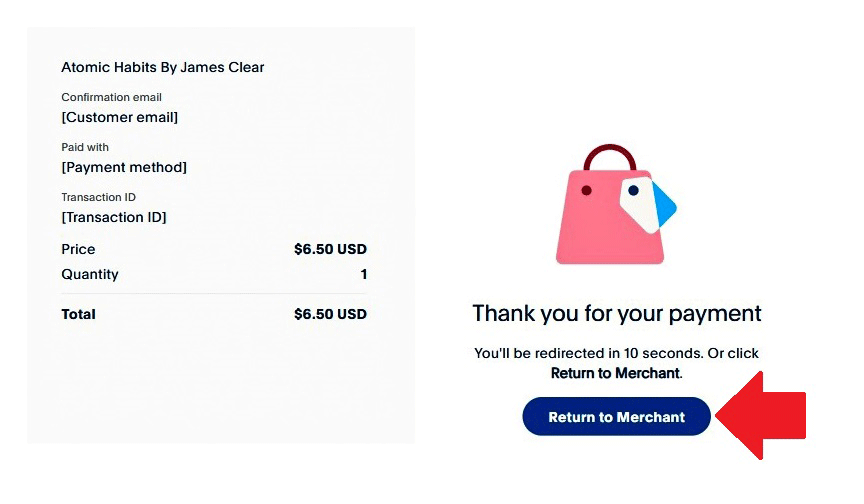 Atomic Habits By James Clear
Confirmation email
[Customer email]
Paid with
[Payment method]
Transaction ID
[Transaction ID]
Price $6.50 USD
Quantity 1
Total $6.50 USD
Thank you for your payment
You'll be redirected in 10 seconds. Or click
Return to Merchant.
Return to Merchant